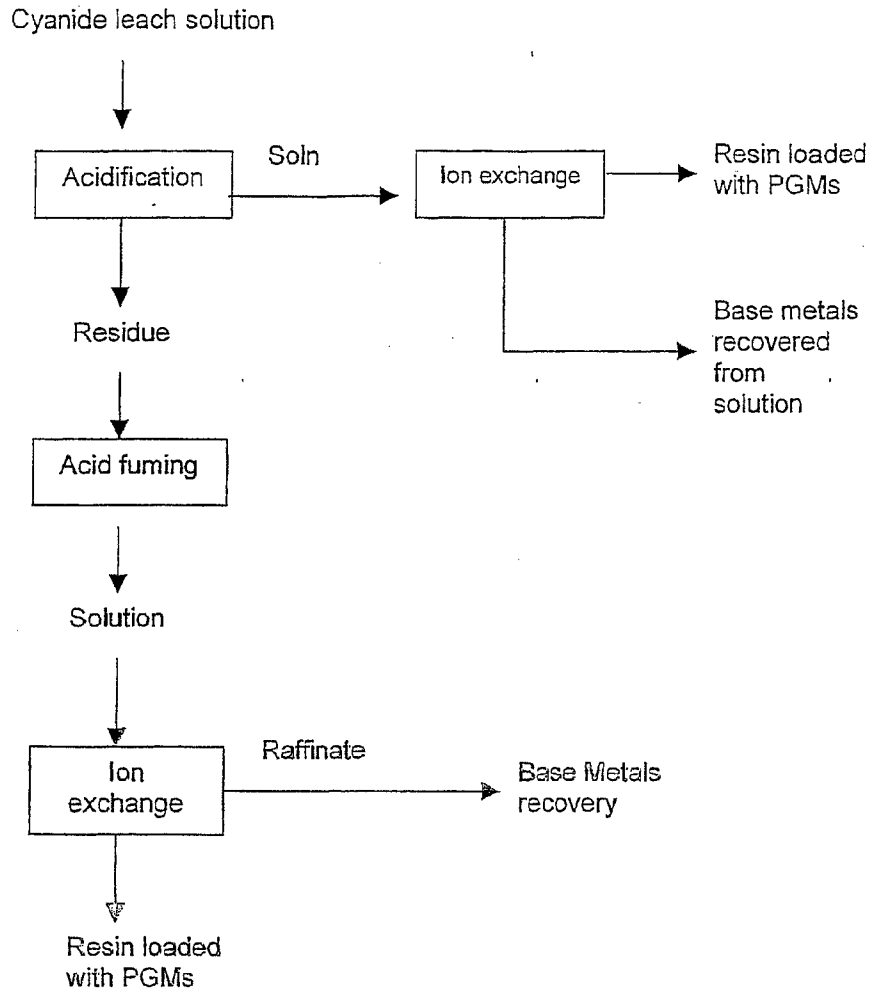 Cyanide leach solution
Acidification
Soln
Ion exchange
Resin loaded
with PGMs
Base metals
recovered
from
solution
Residue
Acid fuming
Solution
Ion
exchange
Raffinate
Base Metals
recovery
Resin loaded
with PGMs